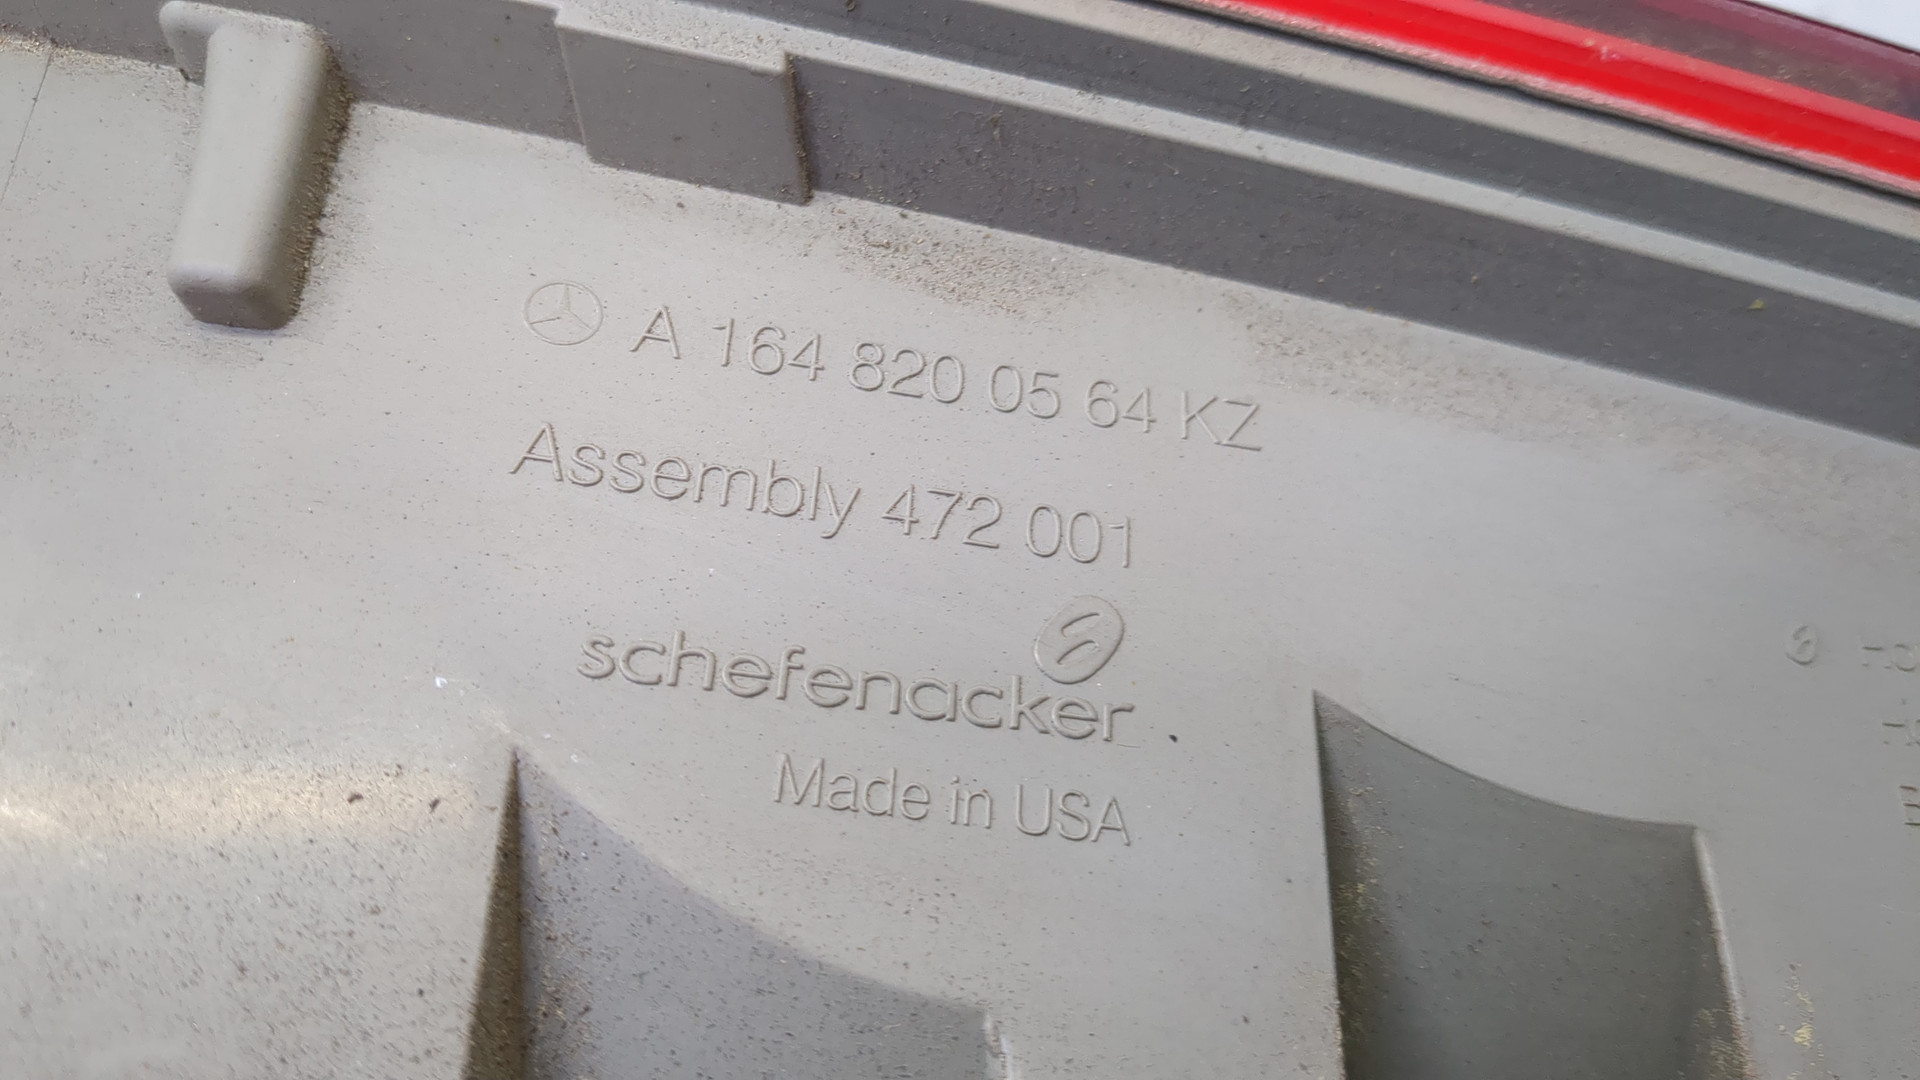 A 164 820 05 64 KZ
Assembly 472 001
schefenacker
Made in USA